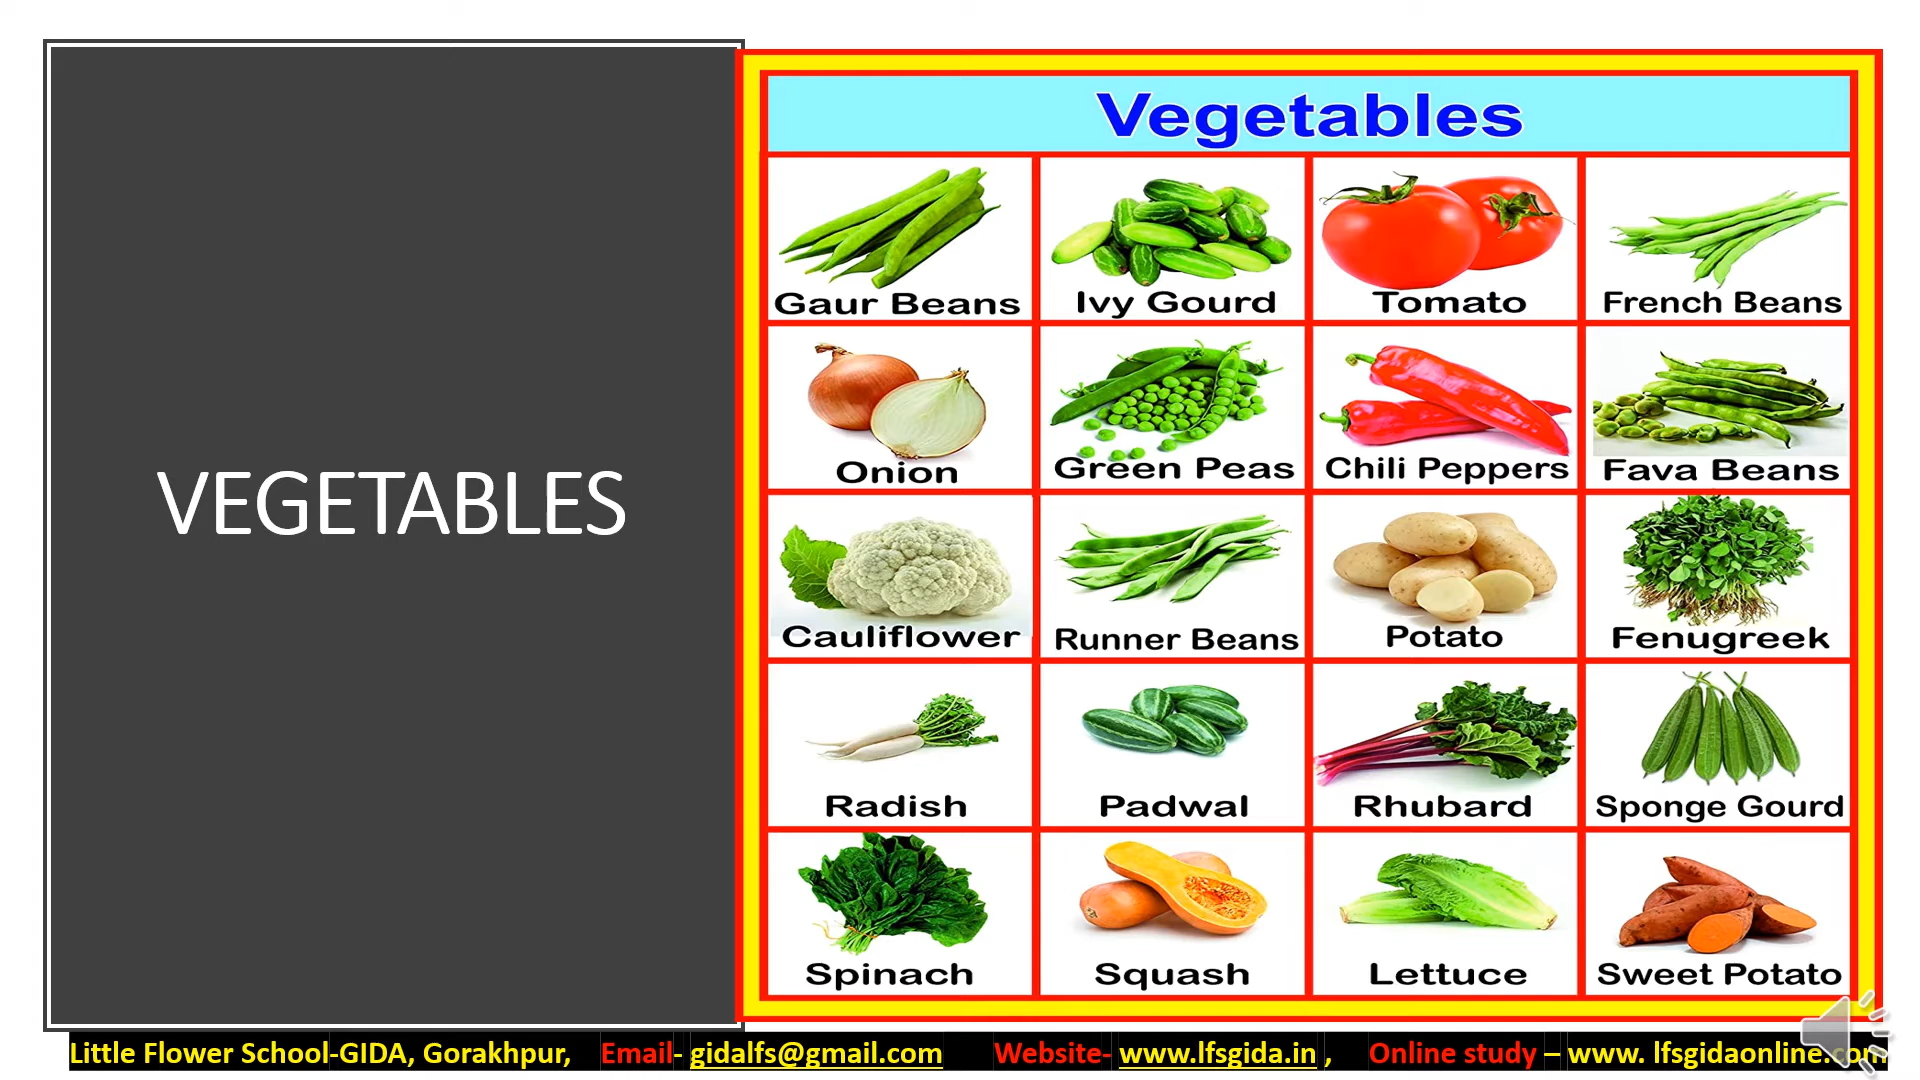 VEGETABLES
Vegetables
Gaur Beans
Ivy Gourd
Tomato
French Beans
Onion
Green Peas
Chili Peppers
Fava Beans
Cauliflower
Runner Beans
Potato
Fenugreek
Radish
Padwal
Rhubard
Sponge Gourd
Spinach
Squash
Lettuce
Sweet Potato
Little Flower School-GIDA, Gorakhpur, Email- gidalfs@gmail.com Website- www.lfsgida.in , Online study – www. lfsgidaonline.com